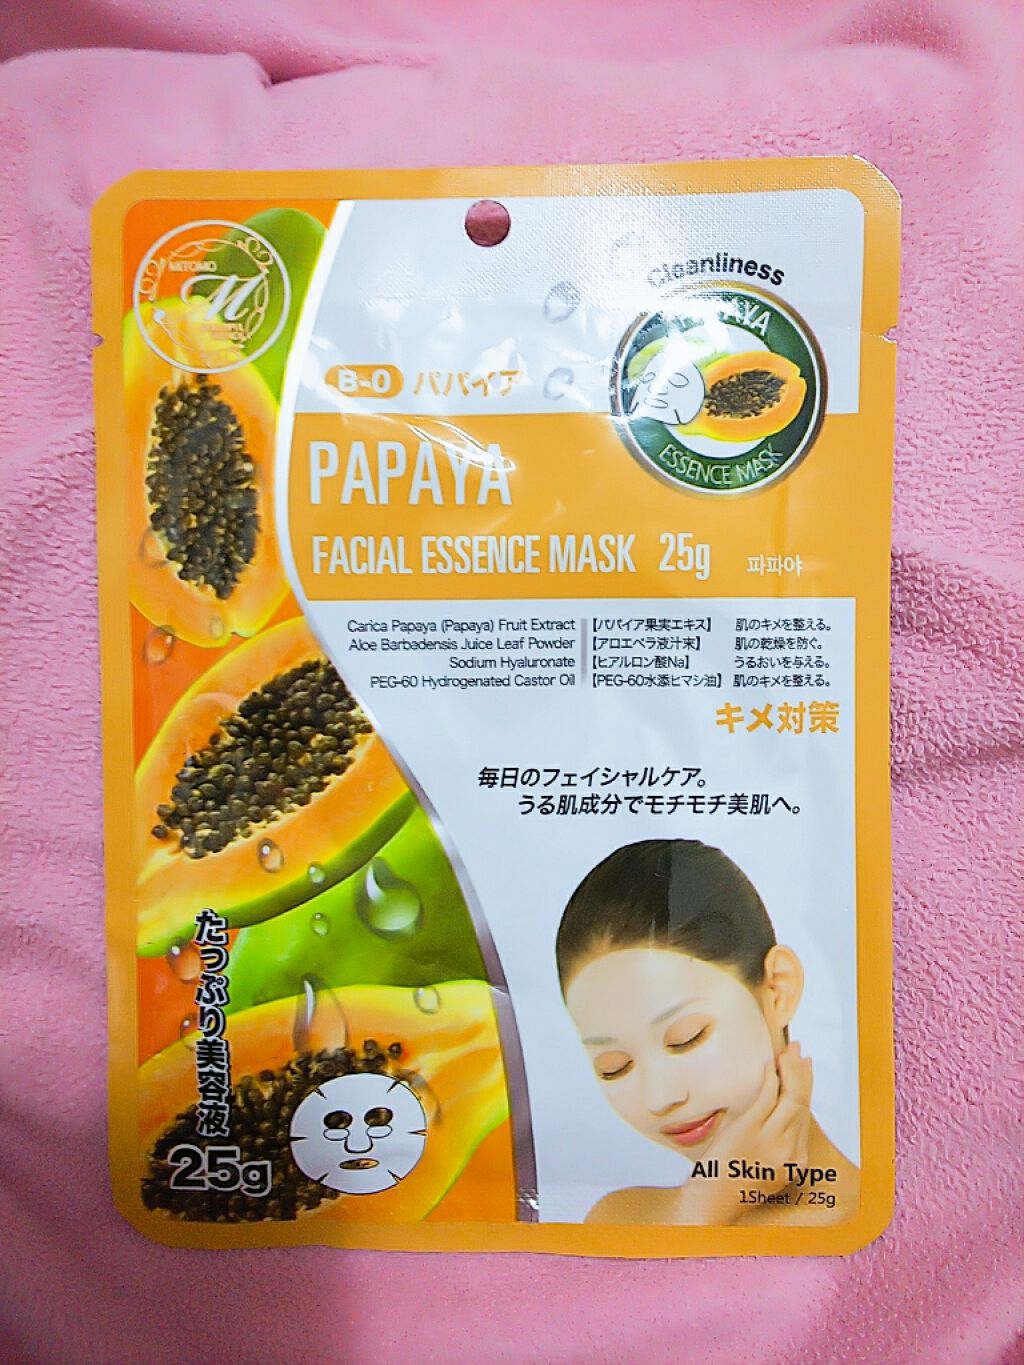 MITOMO
M
Cleanliness
ESSENCE MASK
B-0 パパイア
PAPAYA
FACIAL ESSENCE MASK 25g 파파야
Carica Papaya (Papaya) Fruit Extract 【パパイア果実エキス】 肌のキメを整える。
Aloe Barbadensis Juice Leaf Powder 【アロエベラ液汁末】 肌の乾燥を防ぐ。
Sodium Hyaluronate 【ヒアルロン酸Na】 うるおいを与える。
PEG-60 Hydrogenated Castor Oil 【PEG-60水添ヒマシ油】 肌のキメを整える。
キメ対策
毎日のフェイシャルケア。
うる肌成分でモチモチ美肌へ。
たっぷり美容液
25g
All Skin Type
1Sheet / 25g